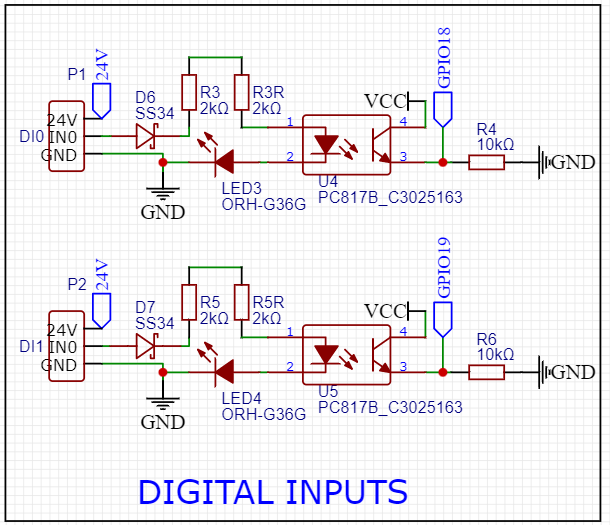 P1
24V
GPIO18
D6
SS34
R3
2kΩ
R3R
2kΩ
VCC
24V
DI0 IN0
GND
1
4
R4
10kΩ
2
3
GND
GND
LED3
ORH-G36G
U4
PC817B_C3025163
P2
24V
GPIO19
D7
SS34
R5
2kΩ
R5R
2kΩ
VCC
24V
DI1 IN0
GND
1
4
R6
10kΩ
2
3
GND
GND
LED4
ORH-G36G
U5
PC817B_C3025163
DIGITAL INPUTS